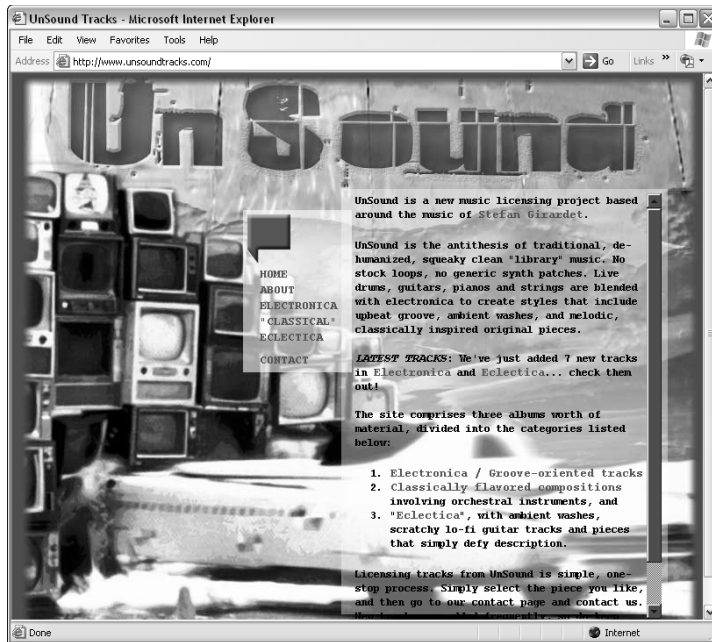 UnSound Tracks - Microsoft Internet Explorer
File Edit View Favorites Tools Help
Address http://www.unsoundtracks.com/ Go Links »
UnSound
UnSound is a new music licensing project based
around the music of Stefan Girardet.
UnSound is the antithesis of traditional, de-
humanized, squeaky clean "library" music. No
stock loops, no generic synth patches. Live
drums, guitars, pianos and strings are blended
with electronica to create styles that include
upbeat groove, ambient washes, and melodic,
classically inspired original pieces.
LATEST TRACKS: We've just added 7 new tracks
in Electronica and Eclectica... check them
out!
The site comprises three albums worth of
material, divided into the categories listed
below:
1. Electronica / Groove-oriented tracks
2. Classically flavored compositions
involving orchestral instruments, and
3. "Eclectica", with ambient washes,
scratchy lo-fi guitar tracks and pieces
that simply defy description.
Licensing tracks from UnSound is simple, one-
stop process. Simply select the piece you like,
and then go to our contact page and contact us.
HOME
ABOUT
ELECTRONICA
"CLASSICAL"
ECLECTICA
CONTACT
Done Internet